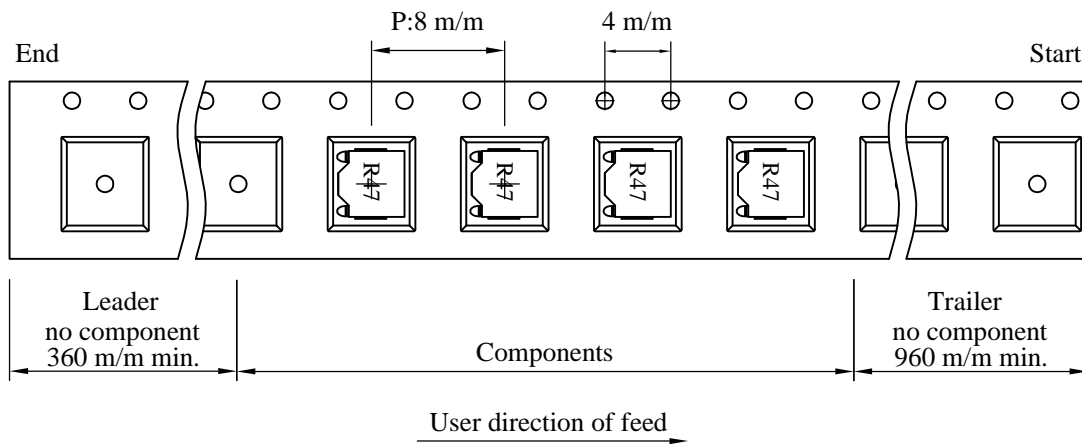 P:8 m/m
4 m/m
End
Start
R47
R47
R47
R47
Leader
no component
360 m/m min.
Components
Trailer
no component
960 m/m min.
User direction of feed